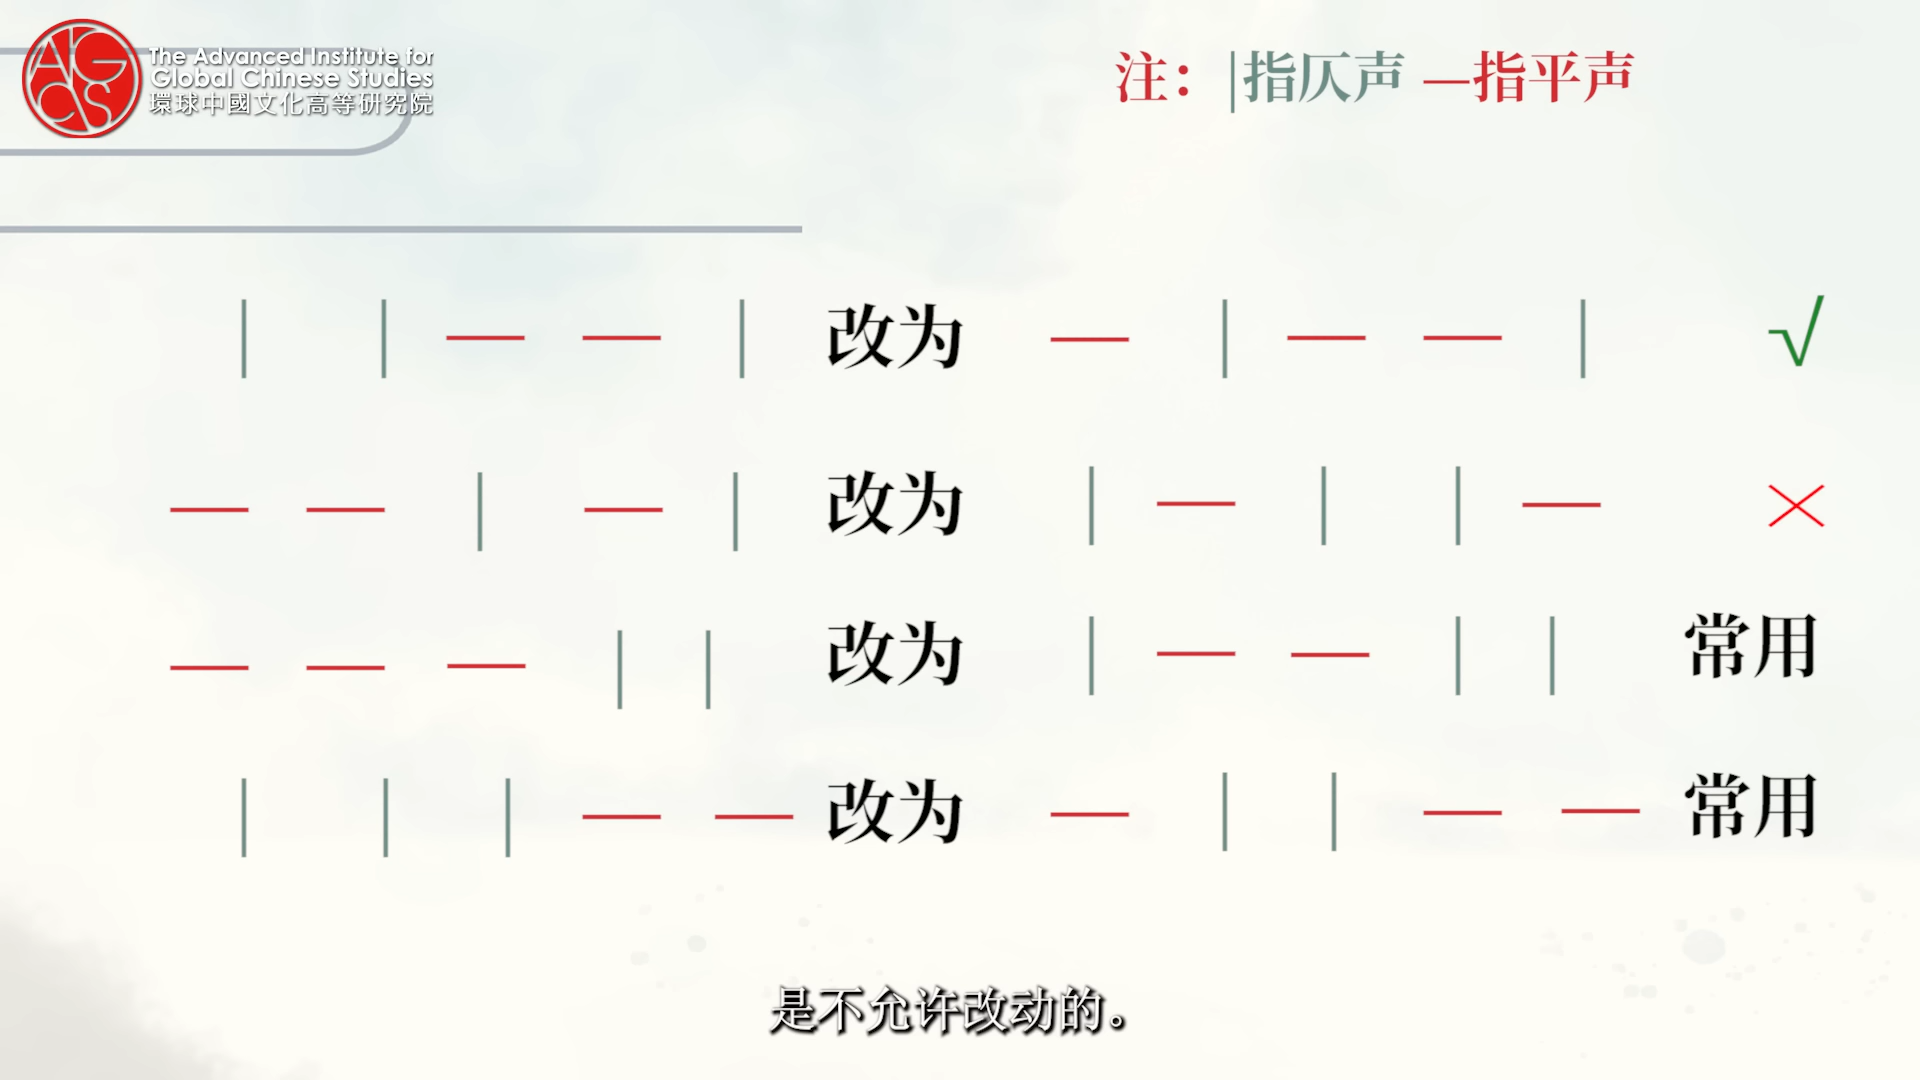 The Advanced Institute for
Global Chinese Studies
環球中國文化高等研究院
AIGCS
注：|指仄声 —指平声
| | — — | 改为 — | — — | √
— — | — | 改为 | — | | — ×
— — — | | 改为 | — — | | 常用
| | | — — 改为 — | | — — 常用
是不允许改动的。